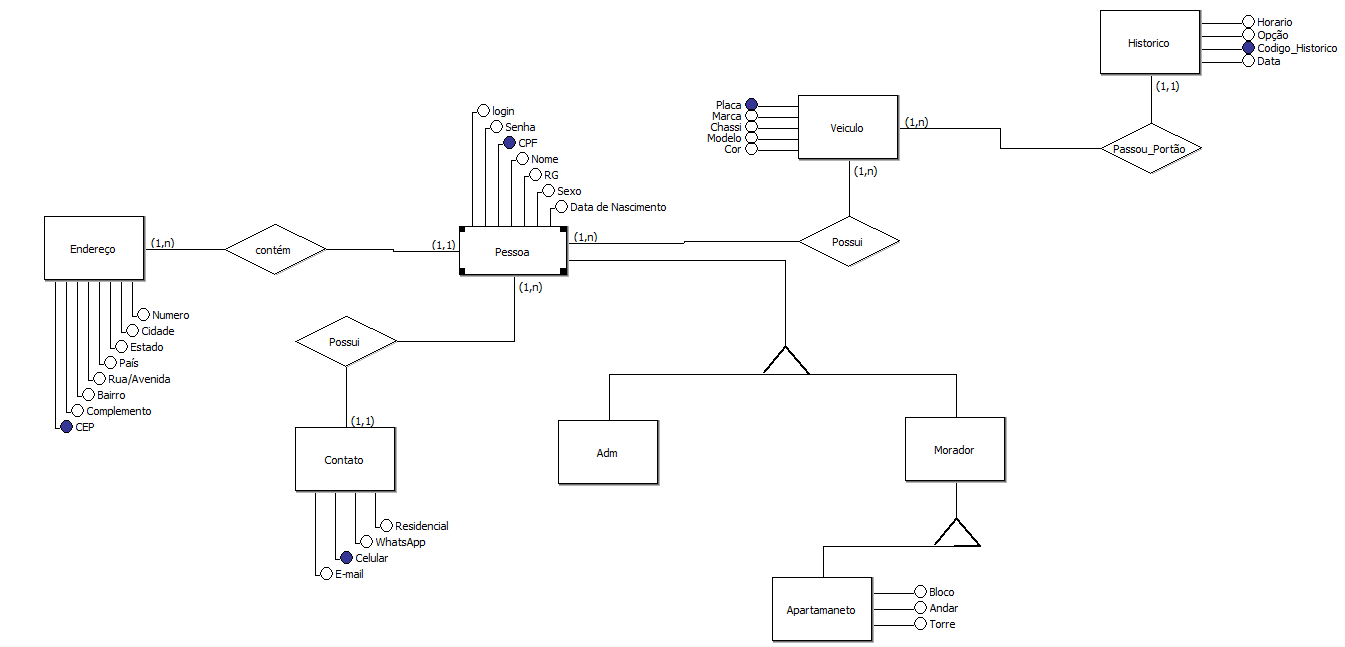 Historico
Horario
Opção
Codigo_Historico
Data
(1,1)
Passou_Portão
Placa
Marca
Chassi
Modelo
Cor
Veiculo
(1,n)
(1,n)
Possui
login
Senha
CPF
Nome
RG
Sexo
Data de Nascimento
Endereço
(1,n)
contém
(1,1)
Pessoa
(1,n)
(1,n)
Numero
Cidade
Estado
País
Rua/Avenida
Bairro
Complemento
CEP
Possui
(1,1)
Contato
Residencial
WhatsApp
Celular
E-mail
Adm
Morador
Apartamaneto
Bloco
Andar
Torre